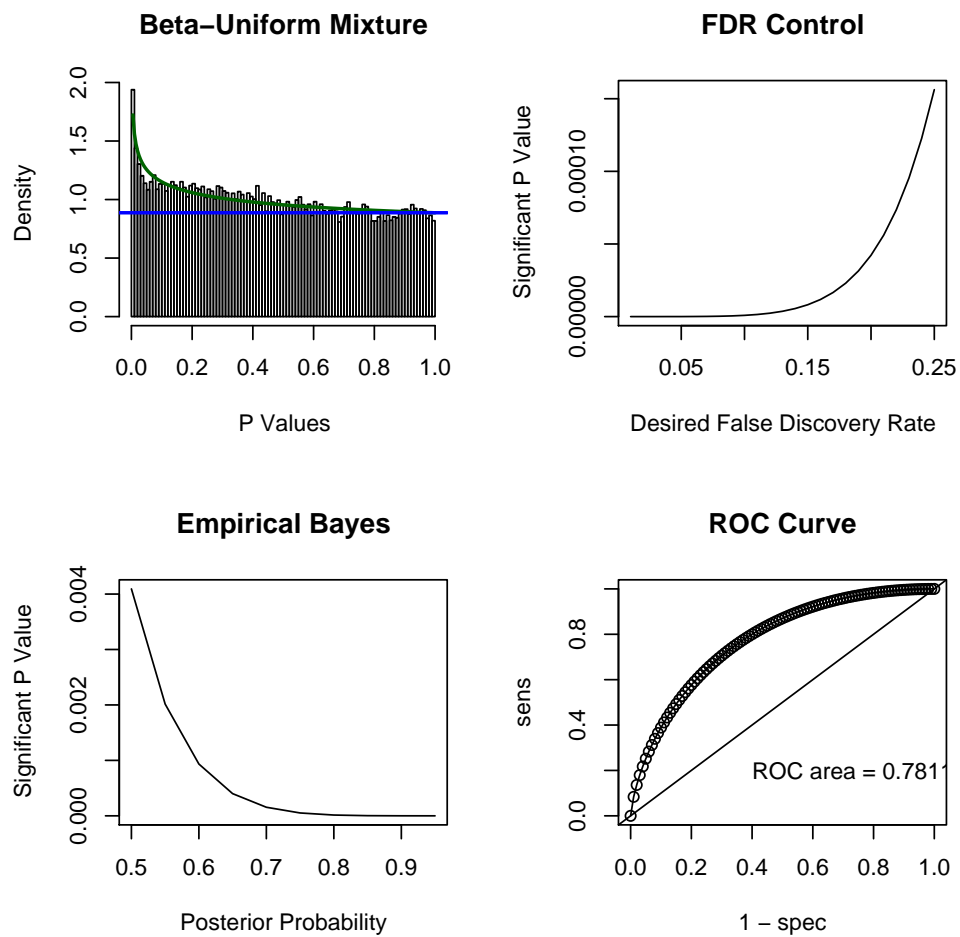 Beta−Uniform Mixture
Density
0.0 0.5 1.0 1.5 2.0
0.0 0.2 0.4 0.6 0.8 1.0
P Values
FDR Control
Significant P Value
0.00000 0.00010
0.05 0.15 0.25
Desired False Discovery Rate
Empirical Bayes
Significant P Value
0.000 0.002 0.004
0.5 0.6 0.7 0.8 0.9
Posterior Probability
ROC Curve
sens
0.0 0.4 0.8
ROC area = 0.781
0.0 0.2 0.4 0.6 0.8 1.0
1 − spec